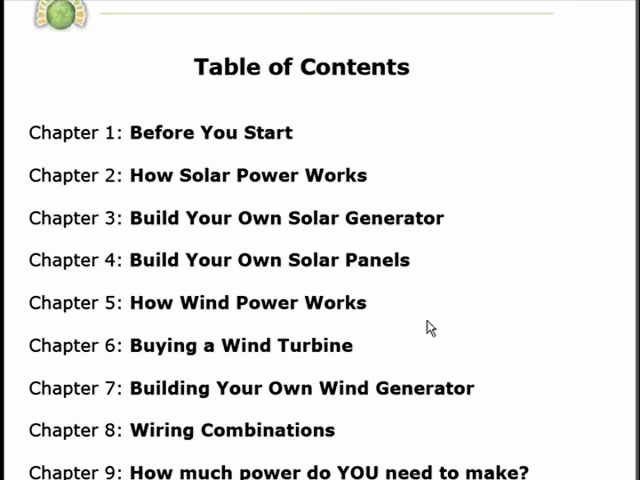 Table of Contents
Chapter 1: Before You Start
Chapter 2: How Solar Power Works
Chapter 3: Build Your Own Solar Generator
Chapter 4: Build Your Own Solar Panels
Chapter 5: How Wind Power Works
Chapter 6: Buying a Wind Turbine
Chapter 7: Building Your Own Wind Generator
Chapter 8: Wiring Combinations
Chapter 9: How much power do YOU need to make?